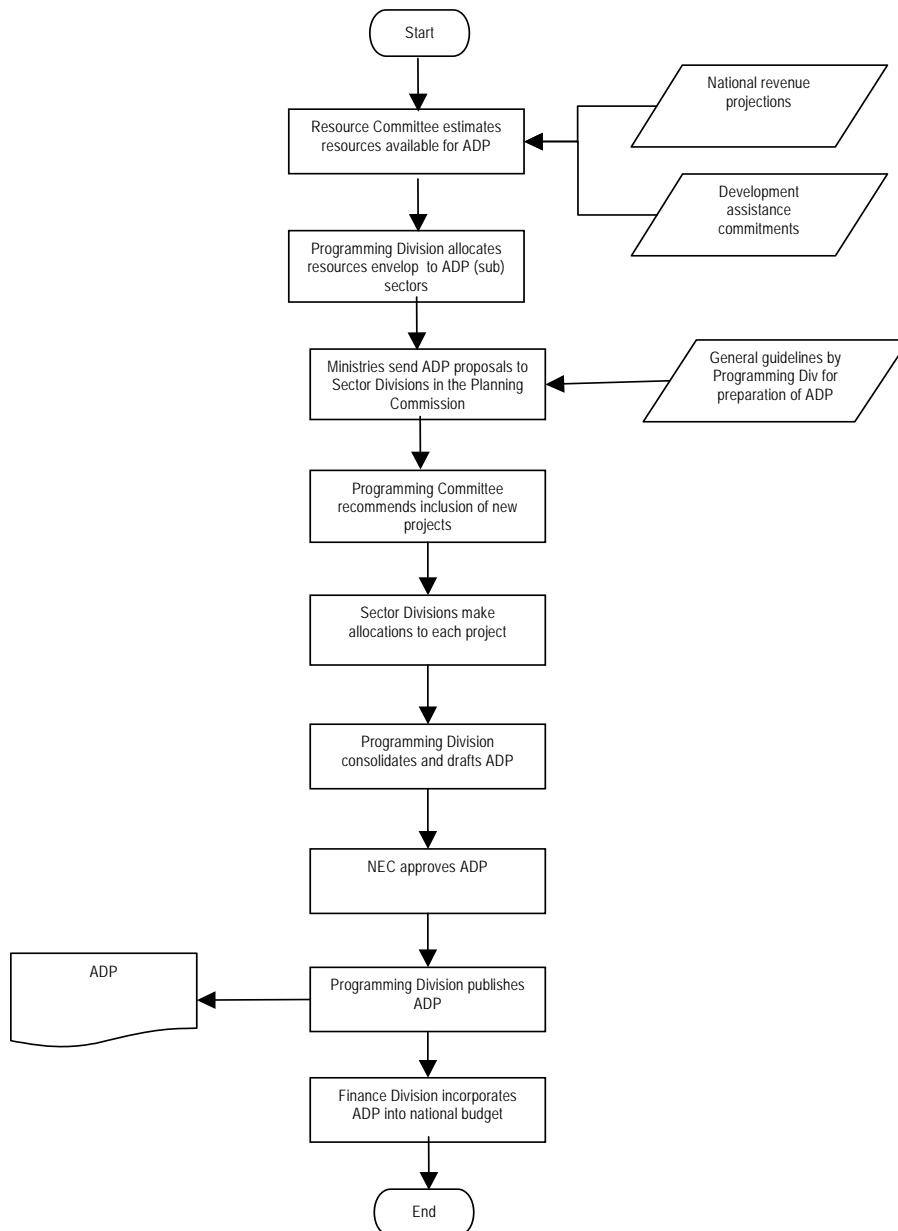 Start
National revenue
projections
Resource Committee estimates
resources available for ADP
Development
assistance
commitments
Programming Division allocates
resources envelop to ADP (sub)
sectors
Ministries send ADP proposals to
Sector Divisions in the Planning
Commission
General guidelines by
Programming Div for
preparation of ADP
Programming Committee
recommends inclusion of new
projects
Sector Divisions make
allocations to each project
Programming Division
consolidates and drafts ADP
NEC approves ADP
ADP
Programming Division publishes
ADP
Finance Division incorporates
ADP into national budget
End